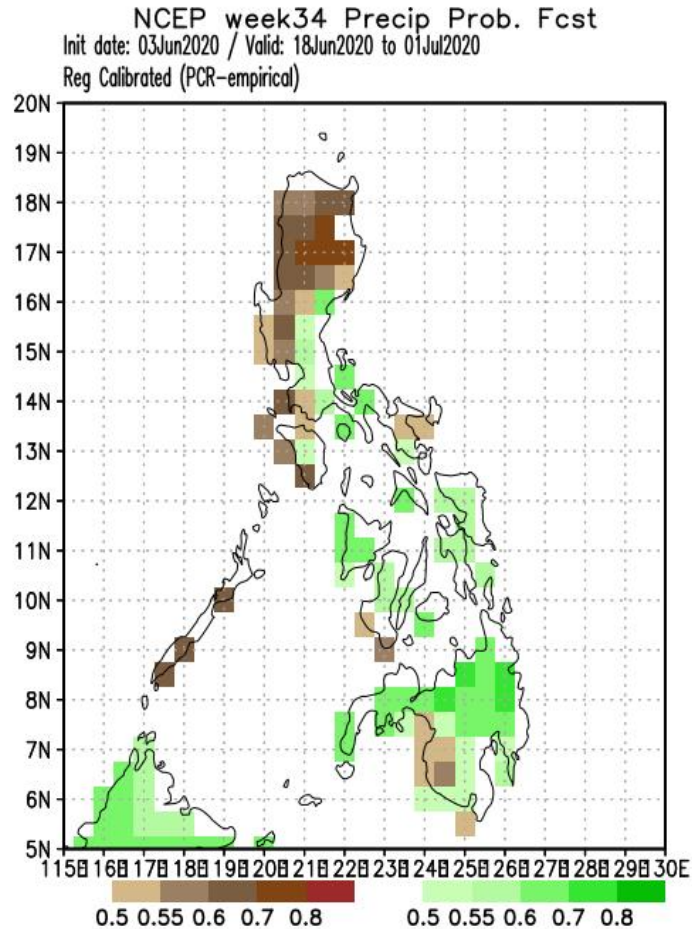 NCEP week34 Precip Prob. Fcst
Init date: 03Jun2020 / Valid: 18Jun2020 to 01Jul2020
Reg Calibrated (PCR-empirical)
20N
19N
18N
17N
16N
15N
14N
13N
12N
11N
10N
9N
8N
7N
6N
5N
115E 116E 117E 118E 119E 120E 121E 122E 123E 124E 125E 126E 127E 128E 129E 130E
0.5 0.55 0.6 0.7 0.8 0.5 0.55 0.6 0.7 0.8